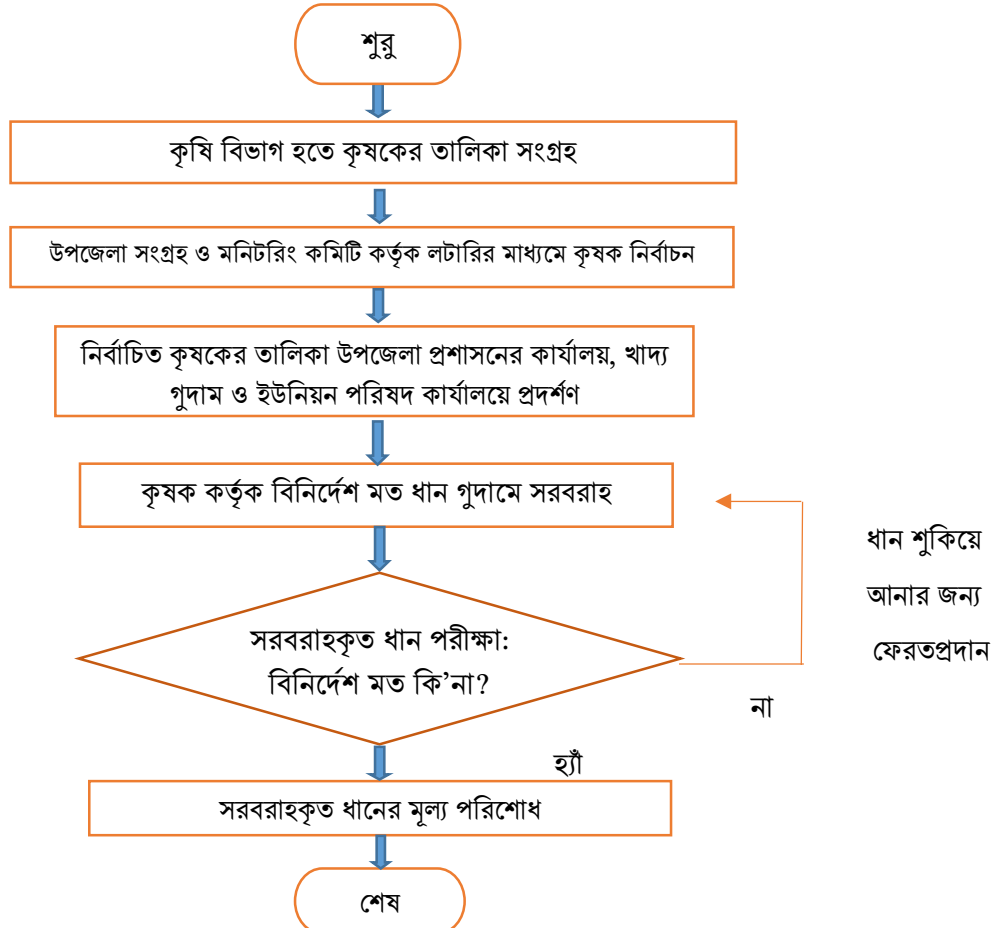 শুরু
কৃষি বিভাগ হতে কৃষকের তালিকা সংগ্রহ
উপজেলা সংগ্রহ ও মনিটরিং কমিটি কর্তৃক লটারির মাধ্যমে কৃষক নির্বাচন
নির্বাচিত কৃষকের তালিকা উপজেলা প্রশাসনের কার্যালয়, খাদ্য
গুদাম ও ইউনিয়ন পরিষদ কার্যালয়ে প্রদর্শণ
কৃষক কর্তৃক বিনির্দেশ মত ধান গুদামে সরবরাহ
ধান শুকিয়ে
আনার জন্য
ফেরতপ্রদান
সরবরাহকৃত ধান পরীক্ষা:
বিনির্দেশ মত কি’না?
না
হ্যাঁ
সরবরাহকৃত ধানের মূল্য পরিশোধ
শেষ